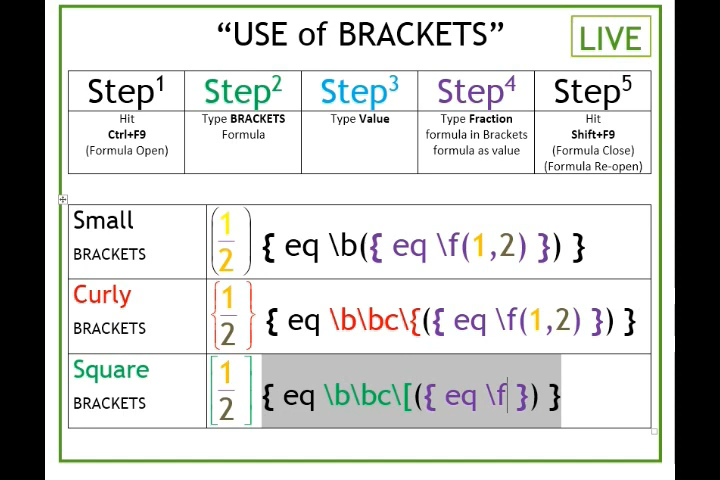 “USE of BRACKETS”
LIVE
Step1 Step2 Step3 Step4 Step5
Hit Type BRACKETS Type Value Type Fraction Hit
Ctrl+F9 Formula formula in Brackets Shift+F9
(Formula Open) formula as value (Formula Close)
(Formula Re-open)
Small
BRACKETS
(1/2) { eq \b({ eq \f(1,2) }) }
Curly
BRACKETS
{1/2} { eq \b\bc\{({ eq \f(1,2) }) }
Square
BRACKETS
[1/2] { eq \b\bc\[({ eq \f }) }